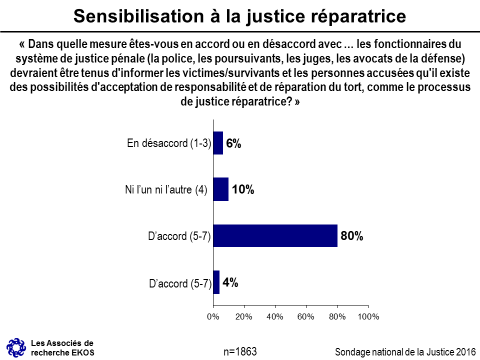 Sensibilisation à la justice réparatrice
« Dans quelle mesure êtes-vous en accord ou en désaccord avec … les fonctionnaires du
système de justice pénale (la police, les poursuivants, les juges, les avocats de la défense)
devraient être tenus d'informer les victimes/survivants et les personnes accusées qu'il existe
des possibilités d'acceptation de responsabilité et de réparation du tort, comme le processus
de justice réparatrice? »
En désaccord (1-3) 6%
Ni l'un ni l'autre (4) 10%
D'accord (5-7) 80%
D'accord (5-7) 4%
0% 20% 40% 60% 80% 100%
Les Associés de
recherche EKOS
n=1863
Sondage national de la Justice 2016